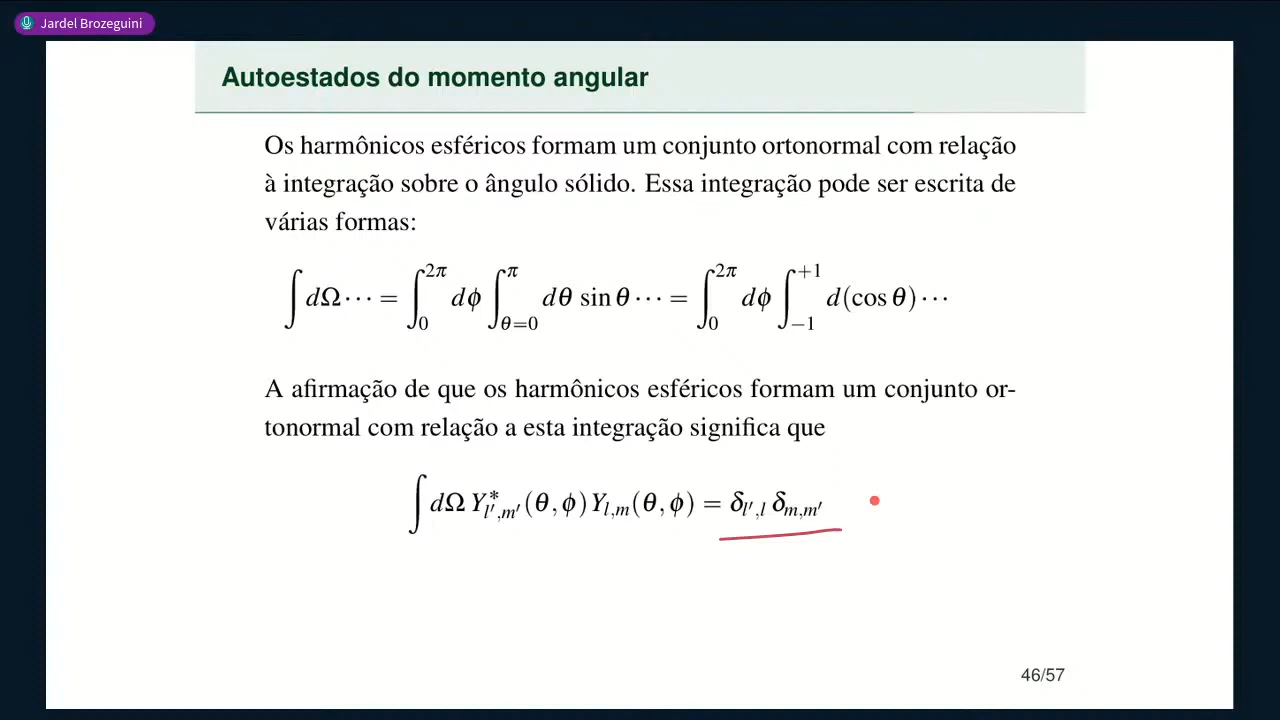 Jardel Brozeguini
Autoestados do momento angular
Os harmônicos esféricos formam um conjunto ortonormal com relação
à integração sobre o ângulo sólido. Essa integração pode ser escrita de
várias formas:
∫ dΩ ⋯ = ∫₀^{2π} dϕ ∫_{θ=0}^{π} dθ sin θ ⋯ = ∫₀^{2π} dϕ ∫_{−1}^{+1} d(cos θ) ⋯
A afirmação de que os harmônicos esféricos formam um conjunto or-
tonormal com relação a esta integração significa que
∫ dΩ Y*_{l′,m′}(θ, ϕ) Y_{l,m}(θ, ϕ) = δ_{l′,l} δ_{m,m′}
46/57